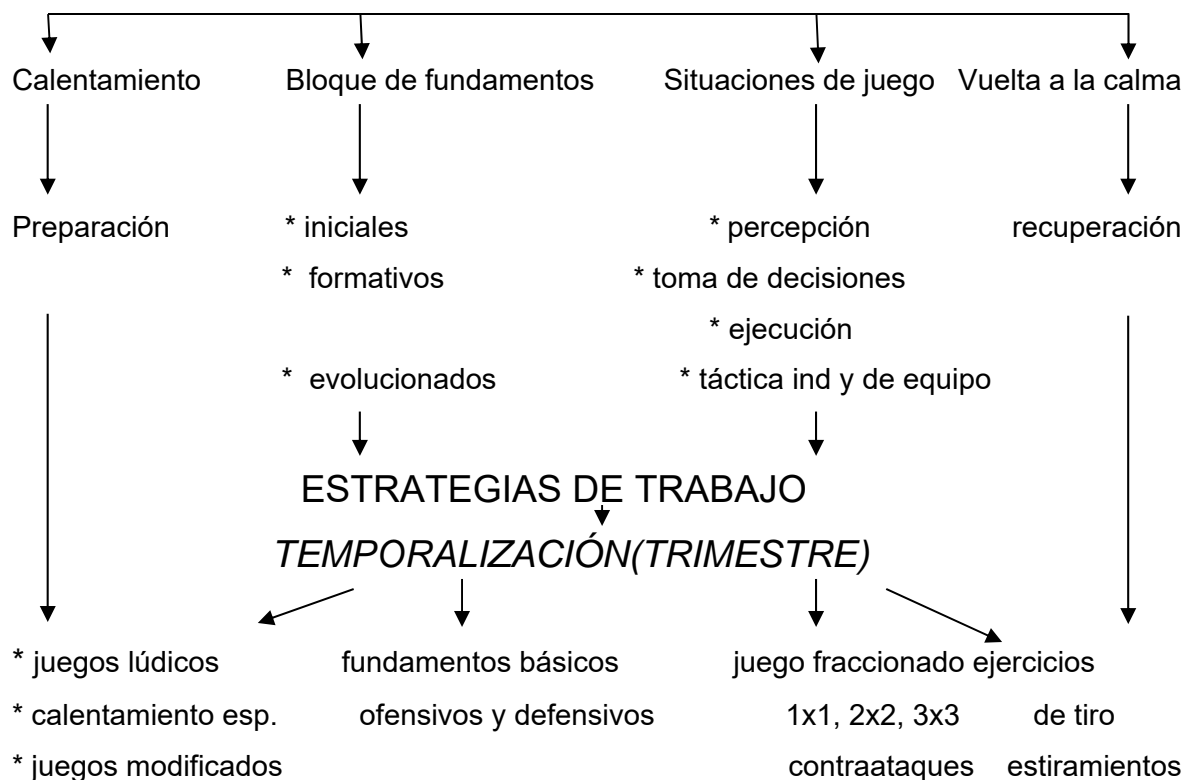 Calentamiento Bloque de fundamentos Situaciones de juego Vuelta a la calma
Preparación * iniciales * percepción recuperación
* formativos * toma de decisiones
* ejecución
* evolucionados * táctica ind y de equipo
ESTRATEGIAS DE TRABAJO
TEMPORALIZACIÓN(TRIMESTRE)
* juegos lúdicos fundamentos básicos juego fraccionado ejercicios
* calentamiento esp. ofensivos y defensivos 1x1, 2x2, 3x3 de tiro
* juegos modificados contraataques estiramientos